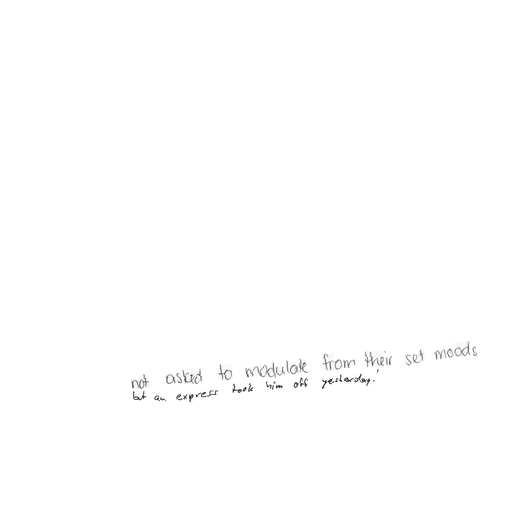 not asked to modulate from their set moods
but an express took him off yesterday!